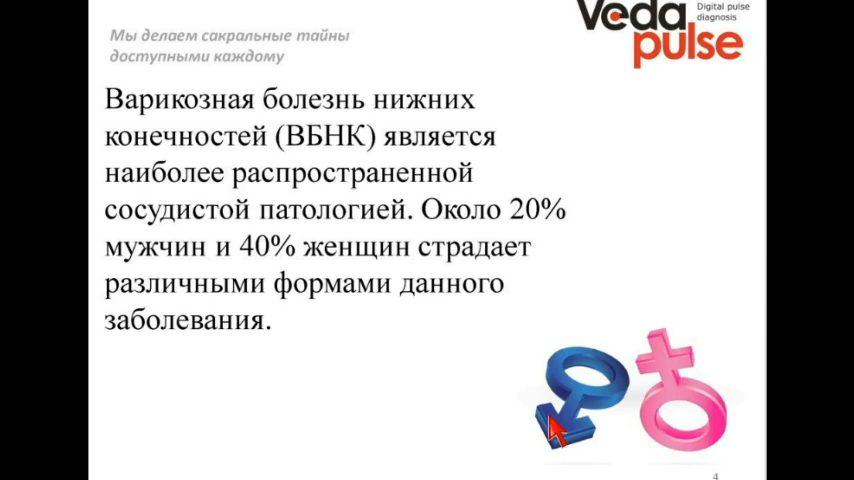 Мы делаем сакральные тайны
доступными каждому
Veda
pulse
Digital pulse
diagnosis
Варикозная болезнь нижних
конечностей (ВБНК) является
наиболее распространенной
сосудистой патологией. Около 20%
мужчин и 40% женщин страдает
различными формами данного
заболевания.
4